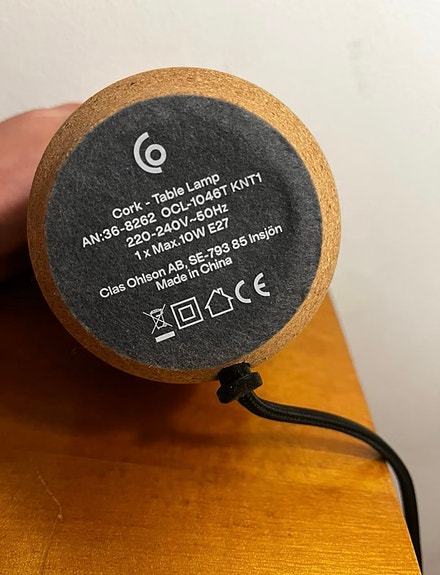 Cork - Table Lamp
AN:36-8262 OCL-1046T KNT1
220-240V~50Hz
1 x Max.10W E27
Clas Ohlson AB, SE-793 85 Insjön
Made in China
CE